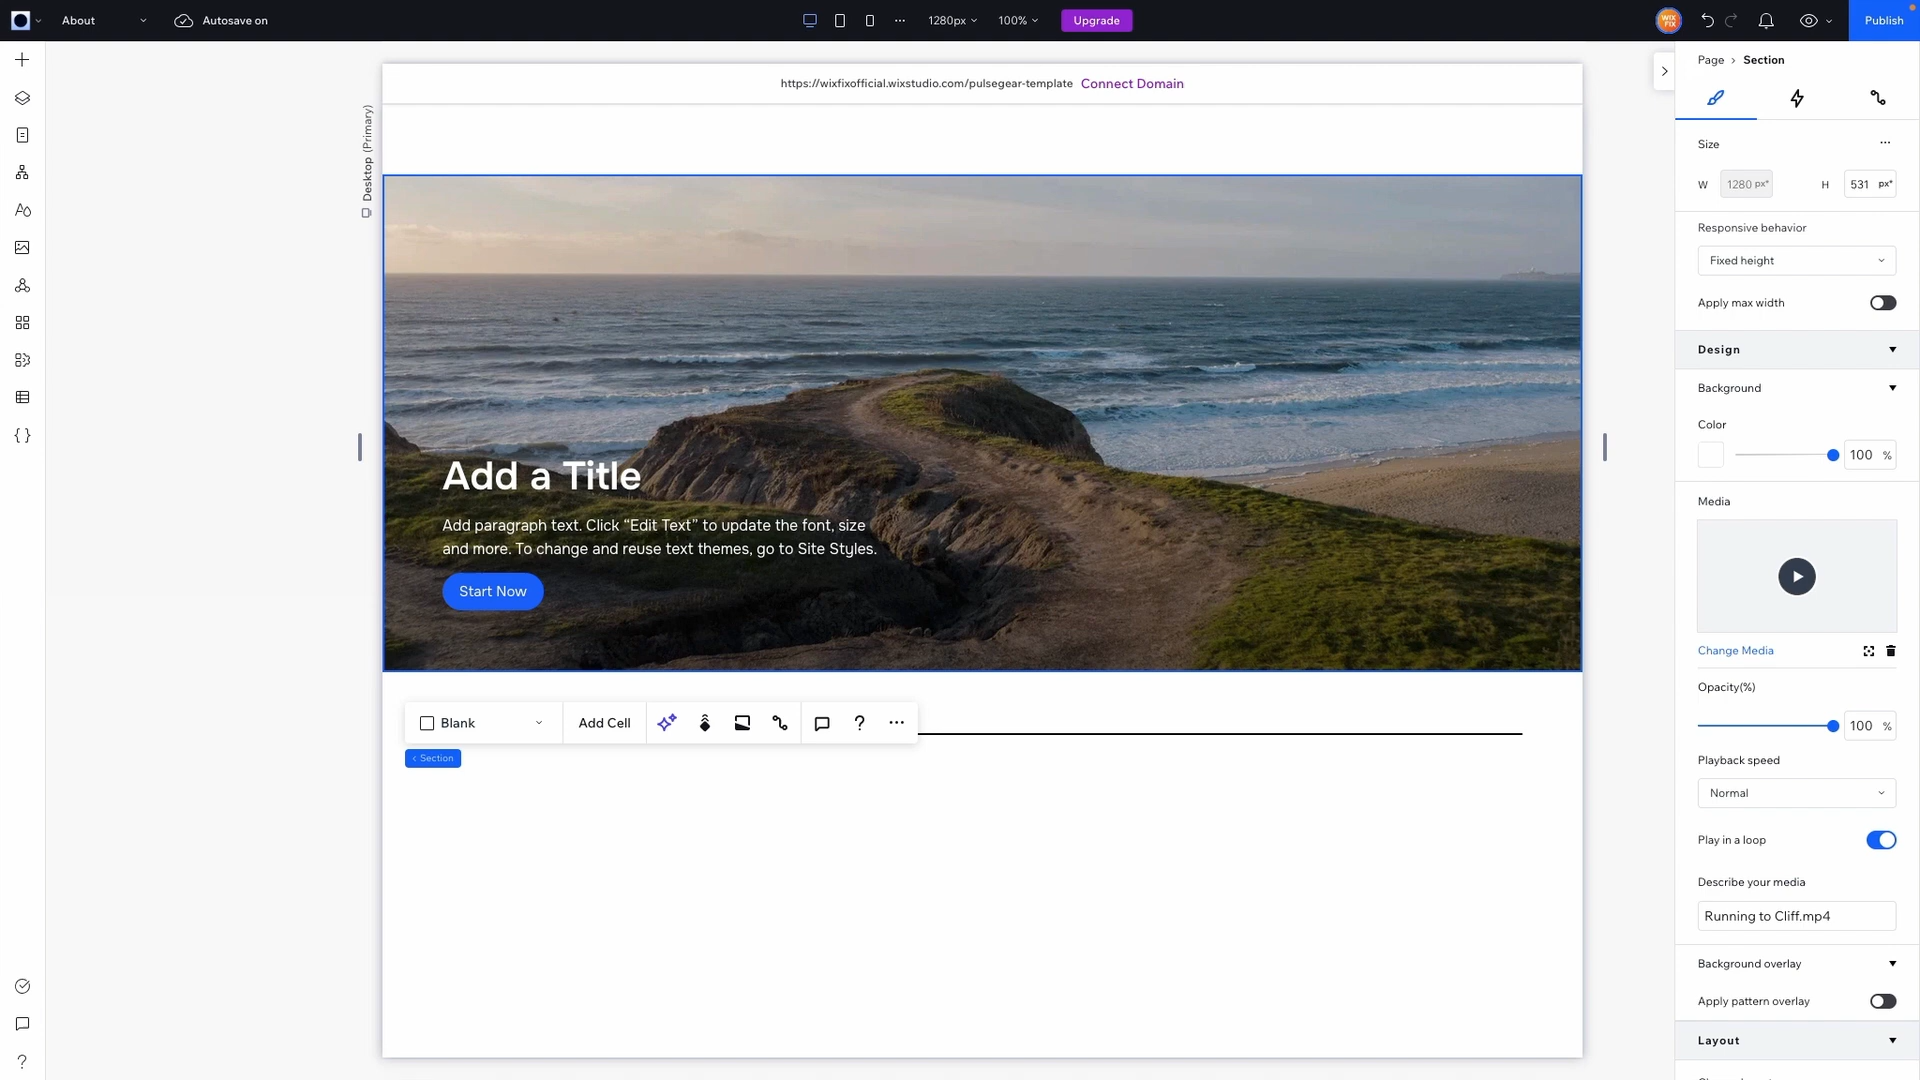 About
Autosave on
1280px
100%
Upgrade
WIX
FIX
Publish
https://wixfixofficial.wixstudio.com/pulsegear-template Connect Domain
Desktop (Primary)
Add a Title
Add paragraph text. Click “Edit Text” to update the font, size
and more. To change and reuse text themes, go to Site Styles.
Start Now
Blank
Add Cell
?
< Section
?
Page > Section
Size
W 1280 px*
H 531 px*
Responsive behavior
Fixed height
Apply max width
Design
Background
Color
100 %
Media
Change Media
Opacity(%)
100 %
Playback speed
Normal
Play in a loop
Describe your media
Running to Cliff.mp4
Background overlay
Apply pattern overlay
Layout